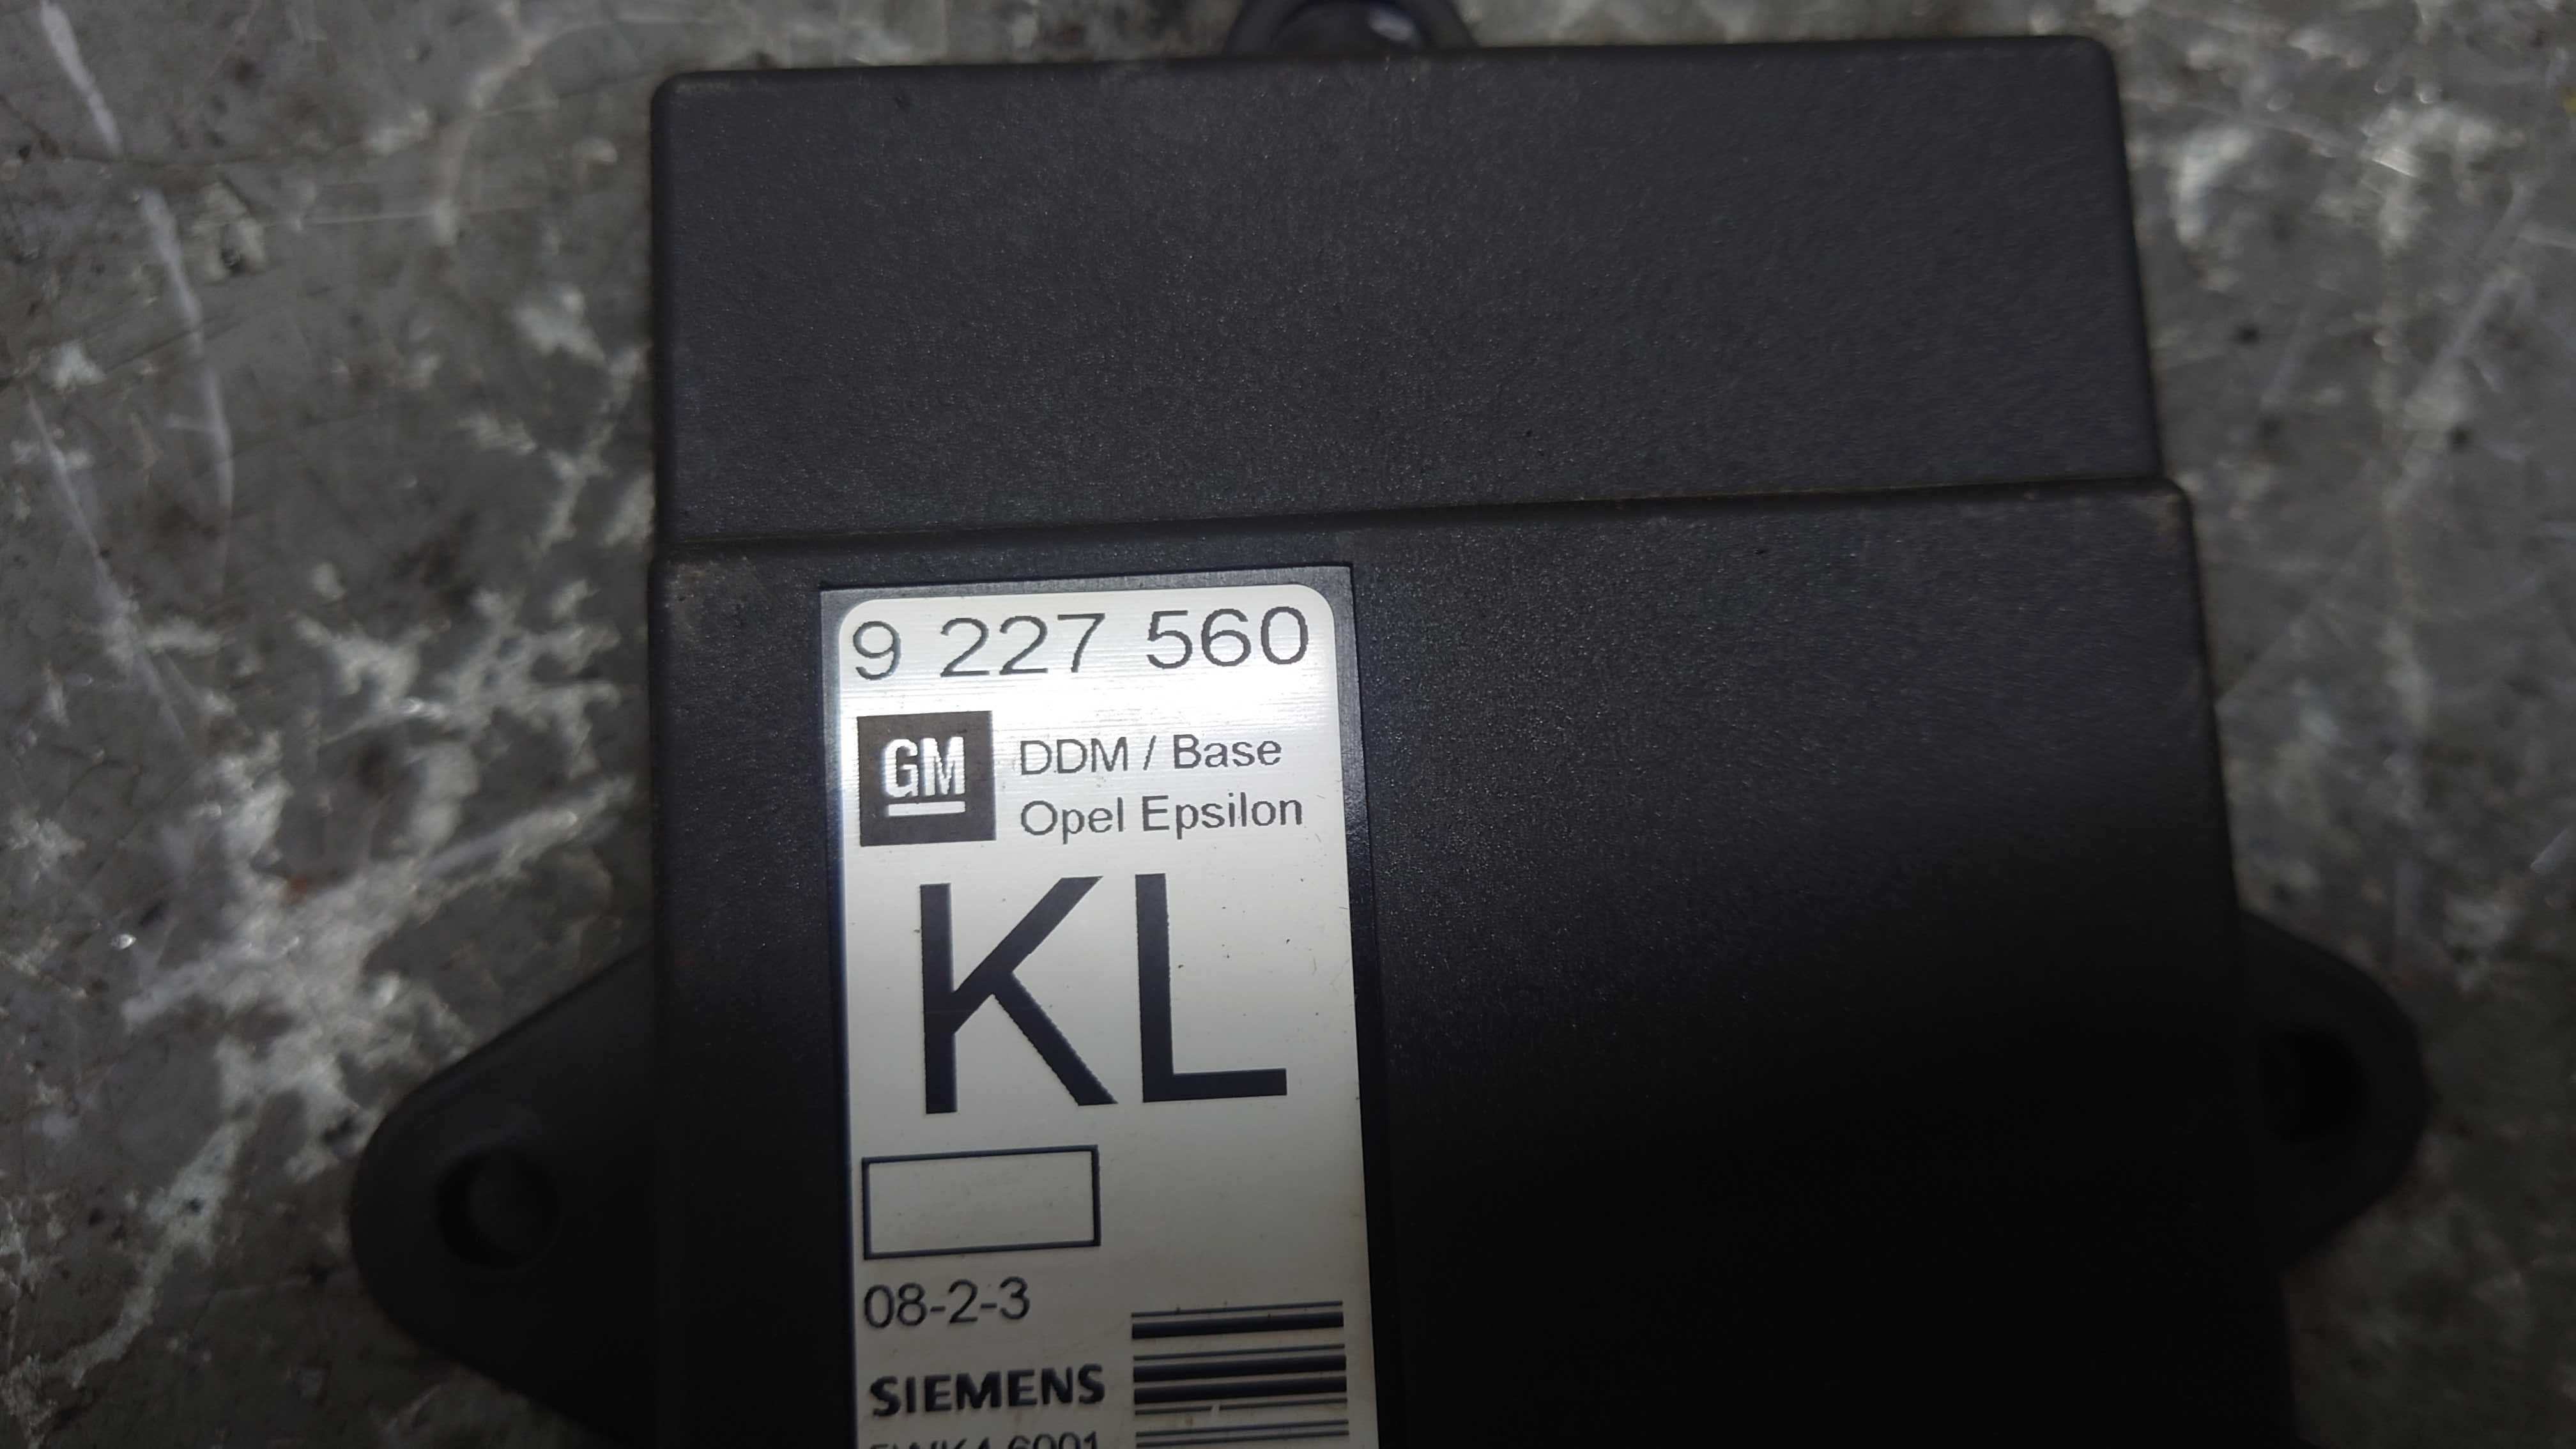 9 227 560
GM
DDM / Base
Opel Epsilon
KL
08-2-3
SIEMENS